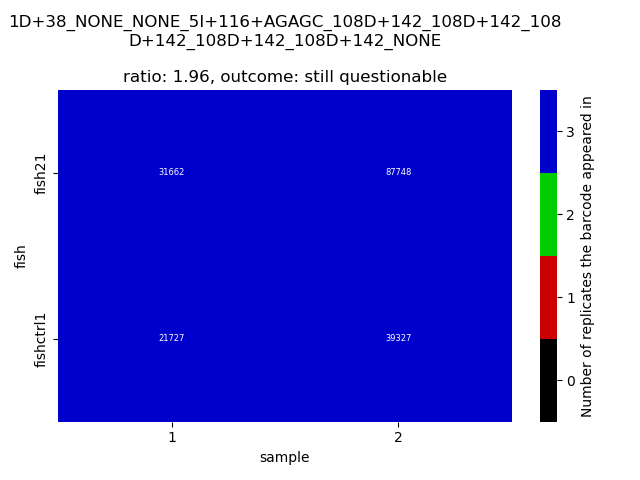 1D+38_NONE_NONE_5I+116+AGAGC_108D+142_108D+142_108
D+142_108D+142_108D+142_NONE
ratio: 1.96, outcome: still questionable
fish21
31662
87748
fish
fishctrl1
21727
39327
1
2
sample
3
2
1
0
Number of replicates the barcode appeared in